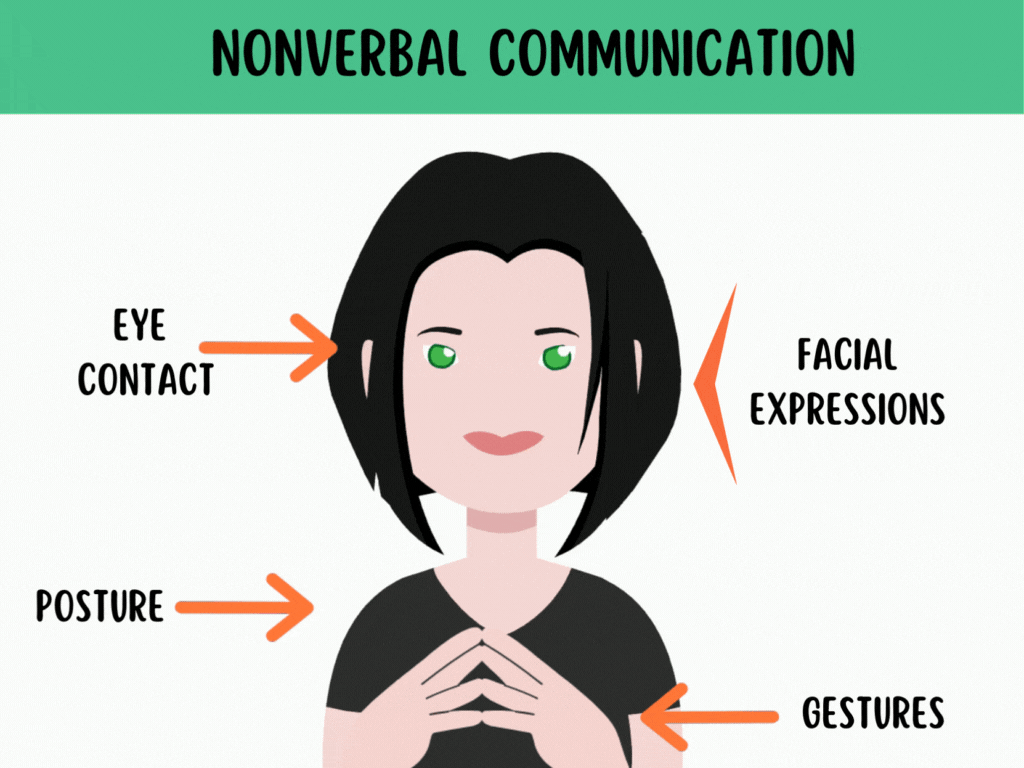 NONVERBAL COMMUNICATION
EYE
CONTACT
FACIAL
EXPRESSIONS
POSTURE
GESTURES